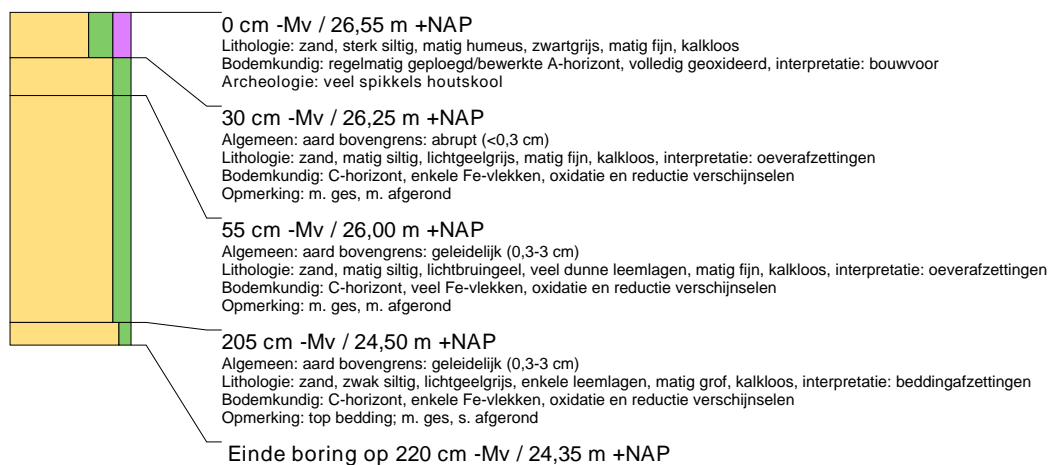 0 cm -Mv / 26,55 m +NAP
Lithologie: zand, sterk siltig, matig humeus, zwartgrijs, matig fijn, kalkloos
Bodemkundig: regelmatig geploegd/bewerkte A-horizont, volledig geoxideerd, interpretatie: bouwvoor
Archeologie: veel spikkels houtskool
30 cm -Mv / 26,25 m +NAP
Algemeen: aard bovengrens: abrupt (<0,3 cm)
Lithologie: zand, matig siltig, lichtgeelgrijs, matig fijn, kalkloos, interpretatie: oeverafzettingen
Bodemkundig: C-horizont, enkele Fe-vlekken, oxidatie en reductie verschijnselen
Opmerking: m. ges, m. afgerond
55 cm -Mv / 26,00 m +NAP
Algemeen: aard bovengrens: geleidelijk (0,3-3 cm)
Lithologie: zand, matig siltig, lichtbruingeel, veel dunne leemlagen, matig fijn, kalkloos, interpretatie: oeverafzettingen
Bodemkundig: C-horizont, veel Fe-vlekken, oxidatie en reductie verschijnselen
Opmerking: m. ges, m. afgerond
205 cm -Mv / 24,50 m +NAP
Algemeen: aard bovengrens: geleidelijk (0,3-3 cm)
Lithologie: zand, zwak siltig, lichtgeelgrijs, enkele leemlagen, matig grof, kalkloos, interpretatie: beddingafzettingen
Bodemkundig: C-horizont, enkele Fe-vlekken, oxidatie en reductie verschijnselen
Opmerking: top bedding; m. ges, s. afgerond
Einde boring op 220 cm -Mv / 24,35 m +NAP